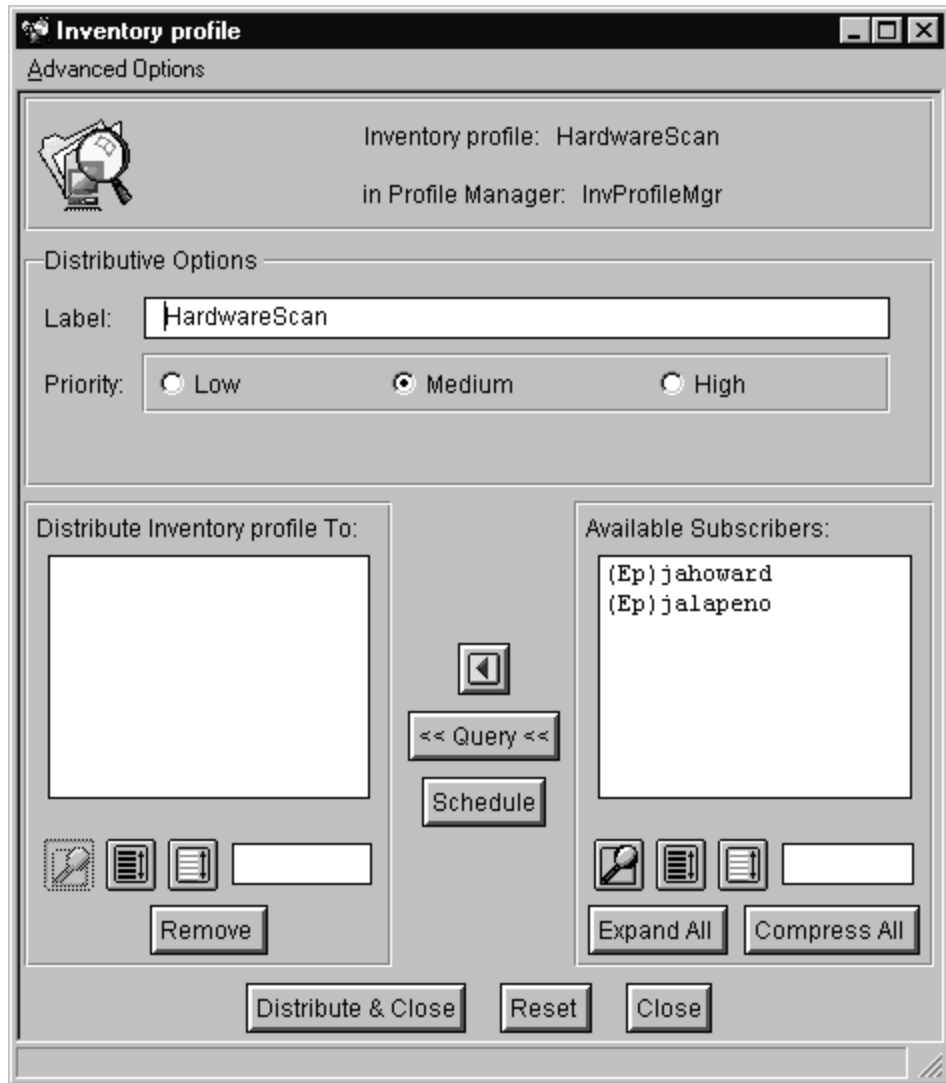 Inventory profile
Advanced Options
Inventory profile: HardwareScan
in Profile Manager: InvProfileMgr
Distributive Options
Label: HardwareScan
Priority: Low Medium High
Distribute Inventory profile To:
Available Subscribers:
(Ep)jahoward
(Ep)jalapeno
<< Query <<
Schedule
Remove
Expand All Compress All
Distribute & Close Reset Close